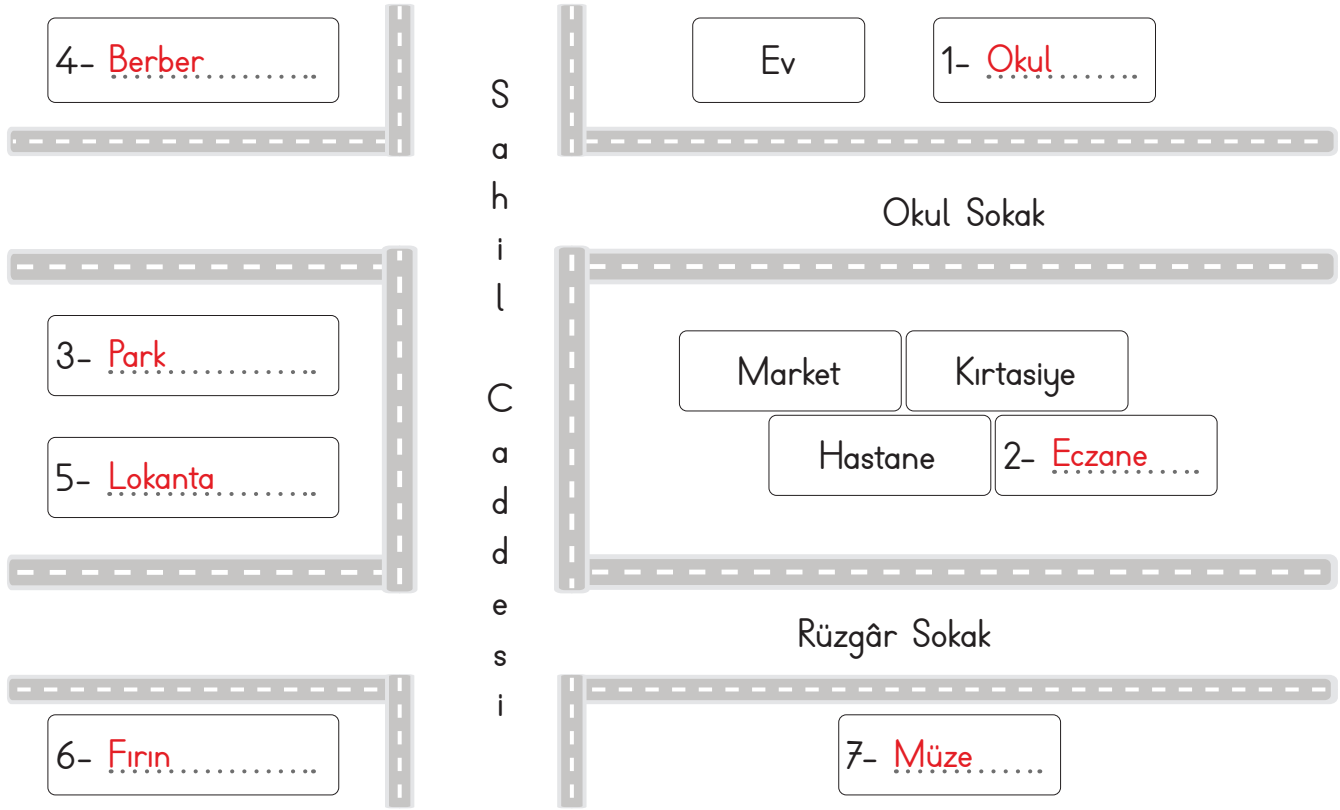 4- Berber
Ev
1- Okul
Sahil Caddesi
Okul Sokak
3- Park
Market
Kırtasiye
5- Lokanta
Hastane
2- Eczane
Rüzgâr Sokak
6- Fırın
7- Müze